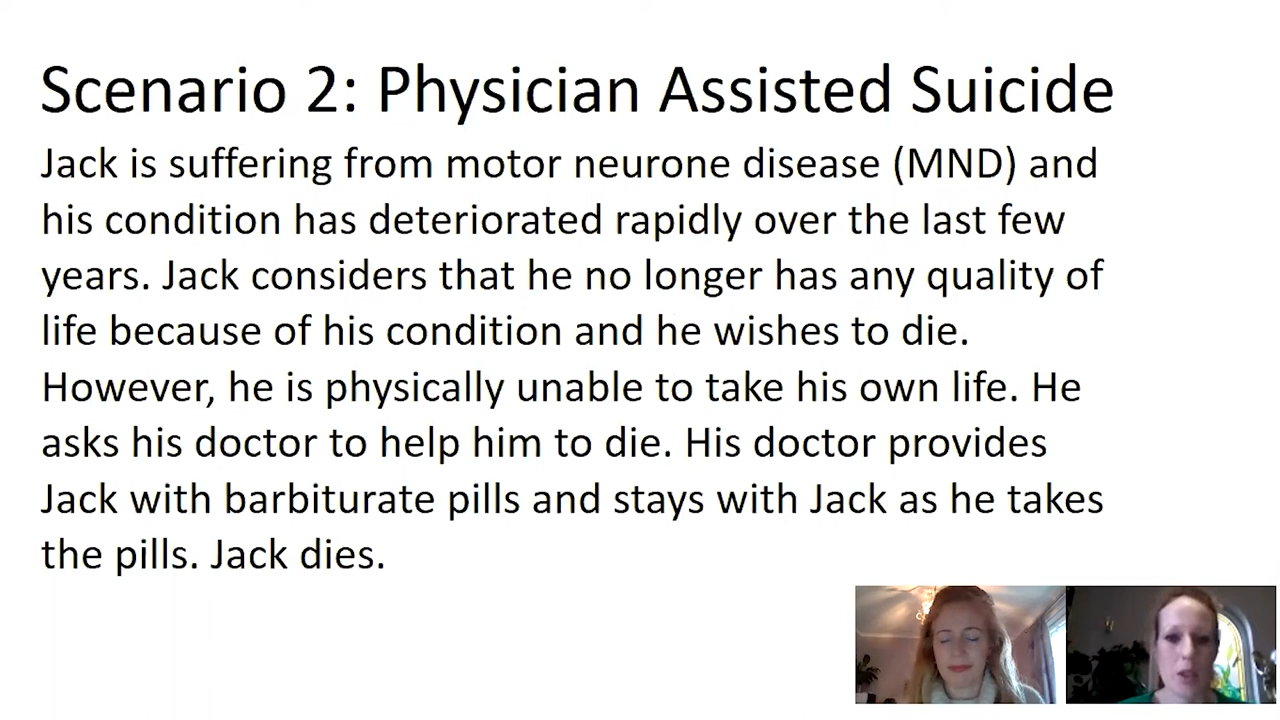 Scenario 2: Physician Assisted Suicide
Jack is suffering from motor neurone disease (MND) and
his condition has deteriorated rapidly over the last few
years. Jack considers that he no longer has any quality of
life because of his condition and he wishes to die.
However, he is physically unable to take his own life. He
asks his doctor to help him to die. His doctor provides
Jack with barbiturate pills and stays with Jack as he takes
the pills. Jack dies.